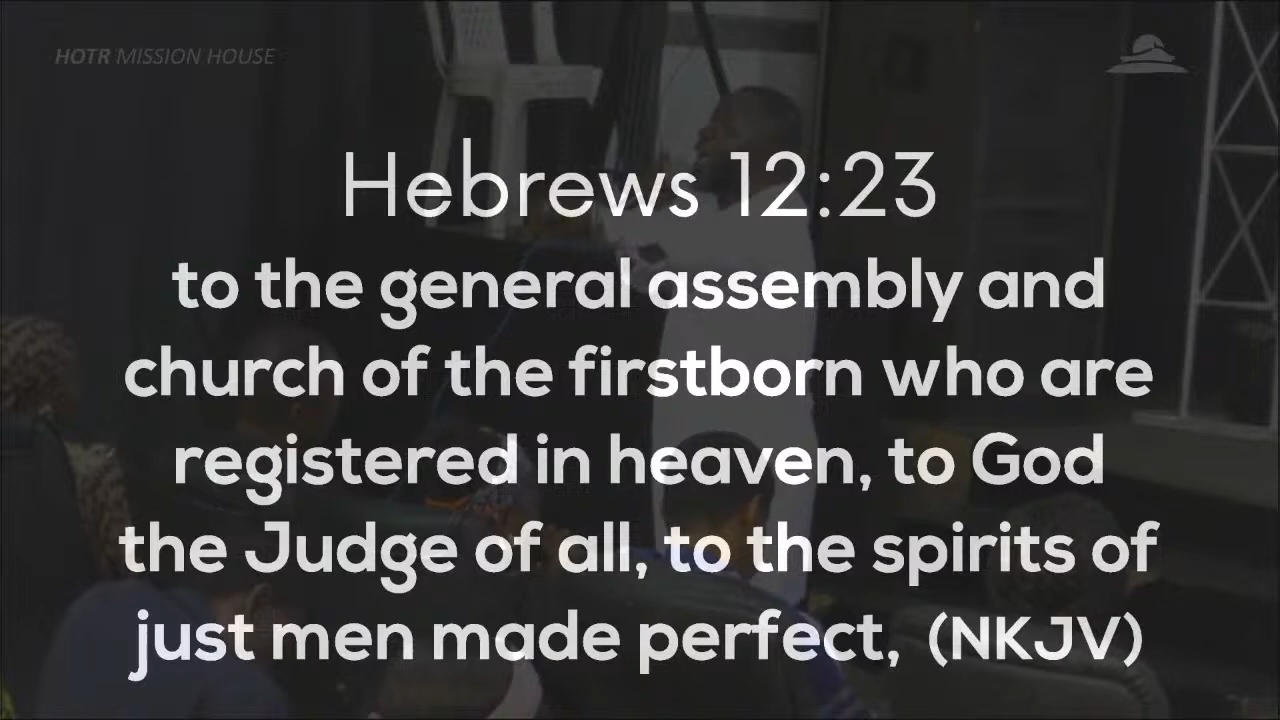 HOTR MISSION HOUSE
Hebrews 12:23
to the general assembly and
church of the firstborn who are
registered in heaven, to God
the Judge of all, to the spirits of
just men made perfect, (NKJV)